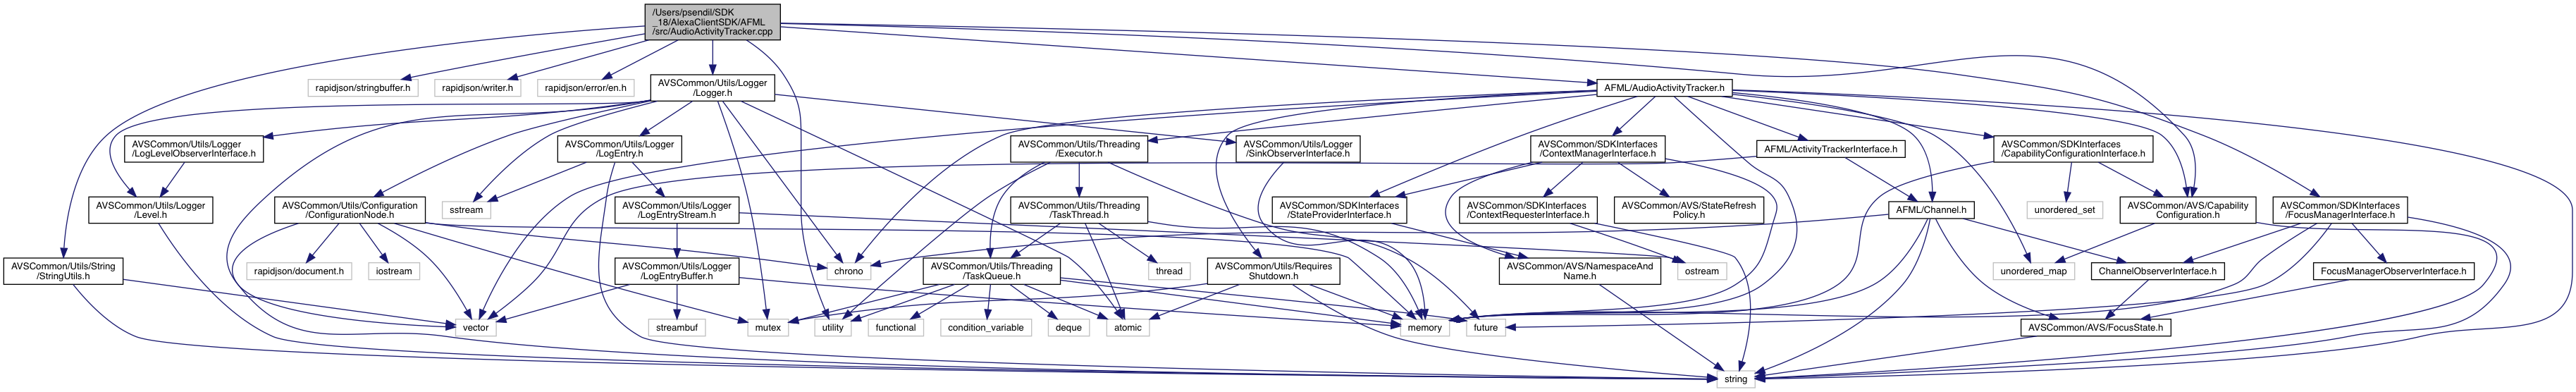 /Users/psendil/SDK
_18/AlexaClientSDK/AFML
/src/AudioActivityTracker.cpp
rapidjson/stringbuffer.h
rapidjson/writer.h
rapidjson/error/en.h
AVSCommon/Utils/Logger
/Logger.h
AFML/AudioActivityTracker.h
AVSCommon/Utils/Logger
/LogLevelObserverInterface.h
AVSCommon/Utils/Logger
/LogEntry.h
AVSCommon/Utils/Threading
/Executor.h
AVSCommon/Utils/Logger
/SinkObserverInterface.h
AVSCommon/SDKInterfaces
/ContextManagerInterface.h
AFML/ActivityTrackerInterface.h
AVSCommon/SDKInterfaces
/CapabilityConfigurationInterface.h
AVSCommon/Utils/Logger
/Level.h
AVSCommon/Utils/Configuration
/ConfigurationNode.h
sstream
AVSCommon/Utils/Logger
/LogEntryStream.h
AVSCommon/Utils/Threading
/TaskThread.h
AVSCommon/SDKInterfaces
/StateProviderInterface.h
AVSCommon/SDKInterfaces
/ContextRequesterInterface.h
AVSCommon/AVS/StateRefresh
Policy.h
AFML/Channel.h
unordered_set
AVSCommon/AVS/Capability
Configuration.h
AVSCommon/SDKInterfaces
/FocusManagerInterface.h
AVSCommon/Utils/String
/StringUtils.h
rapidjson/document.h
iostream
AVSCommon/Utils/Logger
/LogEntryBuffer.h
chrono
AVSCommon/Utils/Threading
/TaskQueue.h
thread
AVSCommon/Utils/Requires
Shutdown.h
AVSCommon/AVS/NamespaceAnd
Name.h
ostream
unordered_map
ChannelObserverInterface.h
FocusManagerObserverInterface.h
vector
streambuf
mutex
utility
functional
condition_variable
deque
atomic
memory
future
AVSCommon/AVS/FocusState.h
string